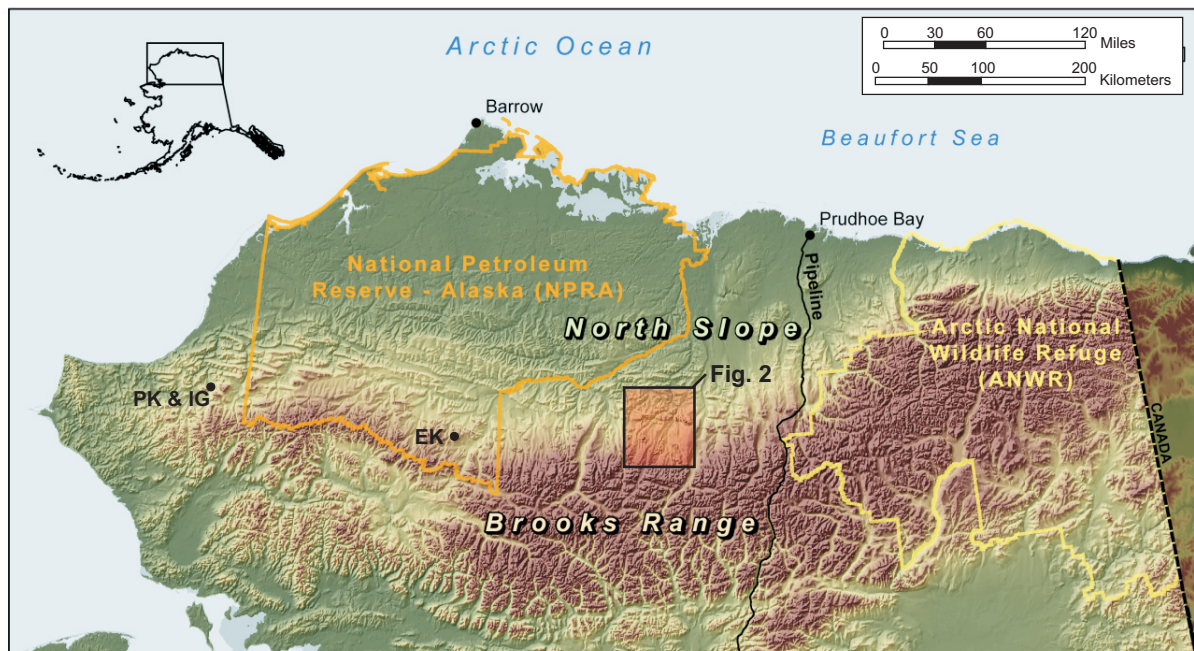 0 30 60 120 Miles
0 50 100 200 Kilometers
Arctic Ocean
Barrow
Beaufort Sea
Prudhoe Bay
Pipeline
National Petroleum
Reserve - Alaska (NPRA)
North Slope
Arctic National
Wildlife Refuge
(ANWR)
Fig. 2
PK & IG
EK
CANADA
Brooks Range